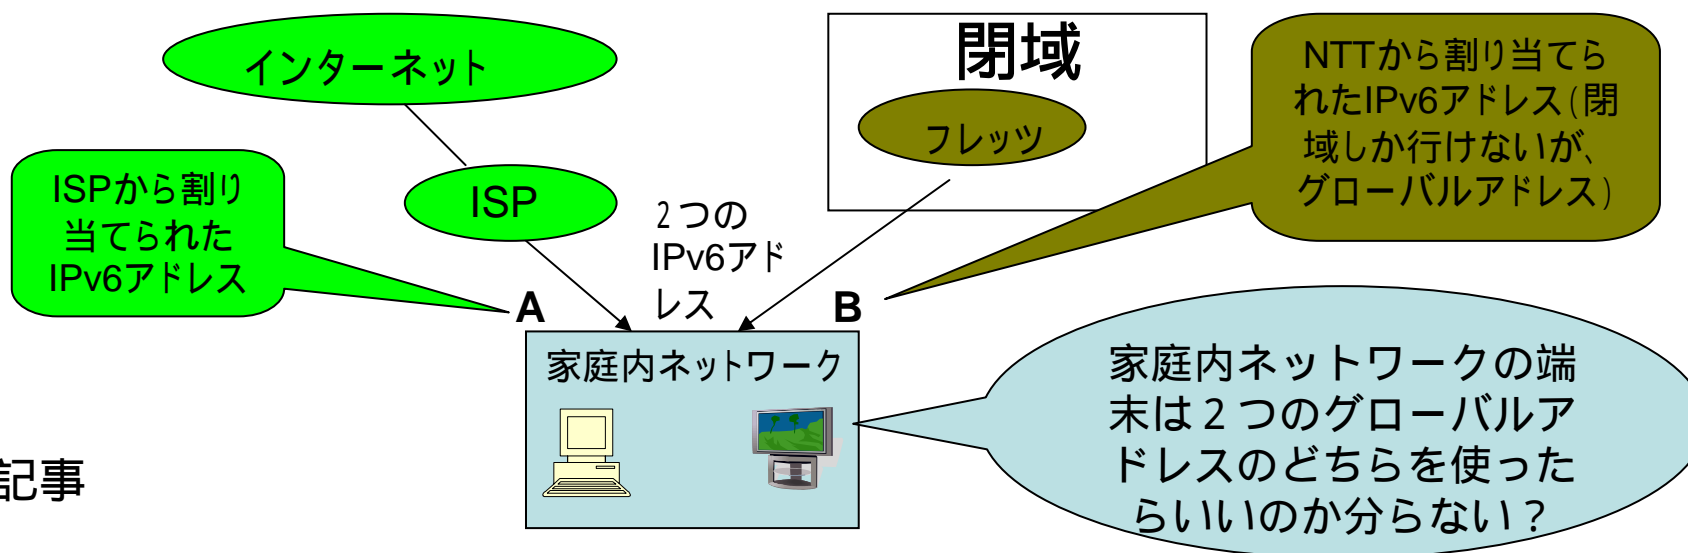 インターネット
閉域
フレッツ
NTTから割り当てら
れたIPv6アドレス(閉
域しか行けないが、
グローバルアドレス)
ISPから割り
当てられた
IPv6アドレス
ISP
2つの
IPv6アド
レス
A
B
家庭内ネットワーク
家庭内ネットワークの端
末は2つのグローバルア
ドレスのどちらを使った
らいいのか分らない?
記事